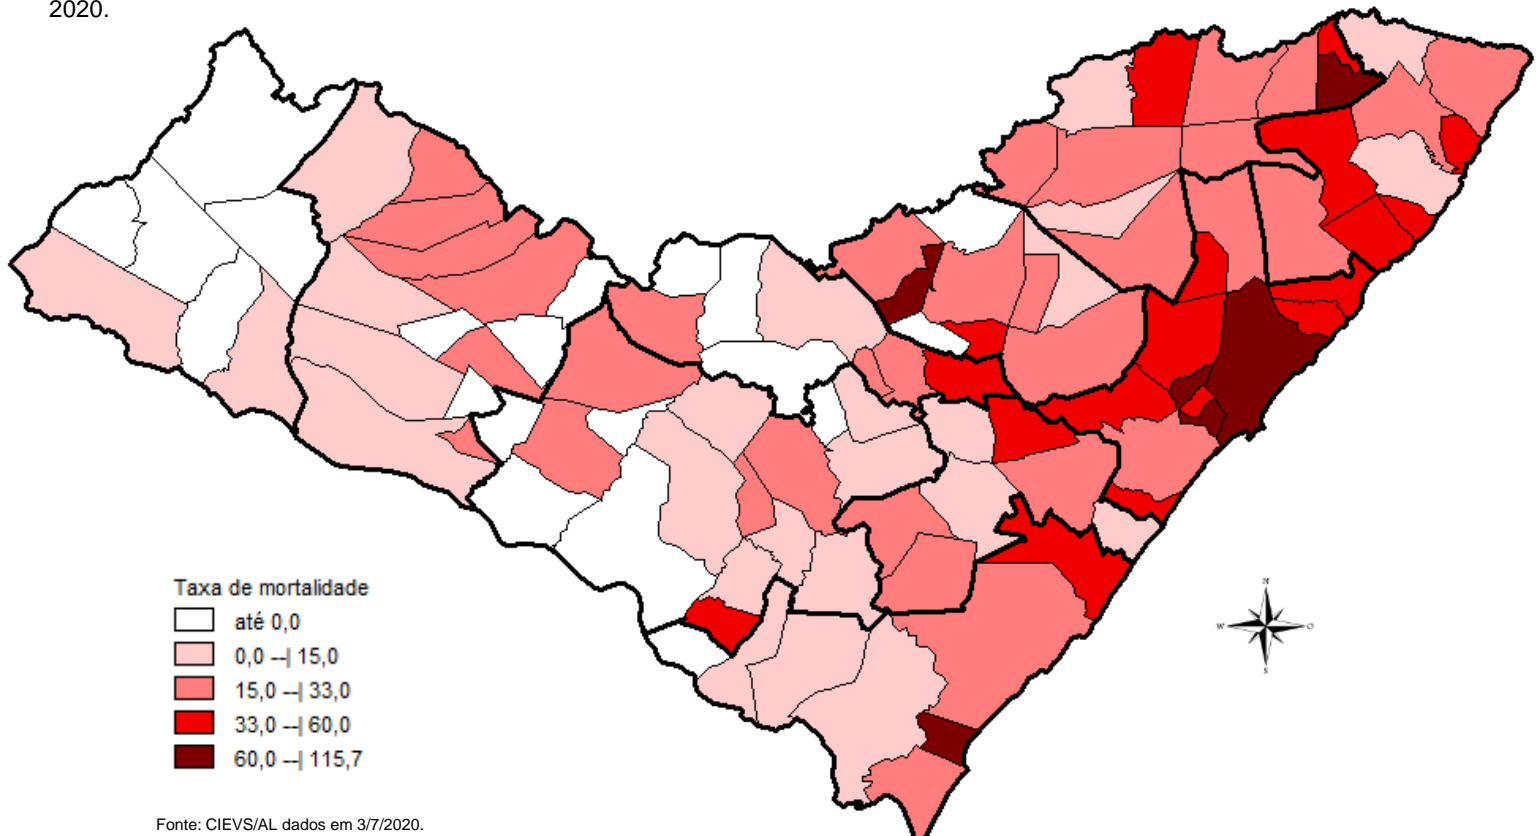 2020.
Taxa de mortalidade
até 0,0
0,0 --| 15,0
15,0 --| 33,0
33,0 --| 60,0
60,0 --| 115,7
N
W
O
S
Fonte: CIEVS/AL dados em 3/7/2020.